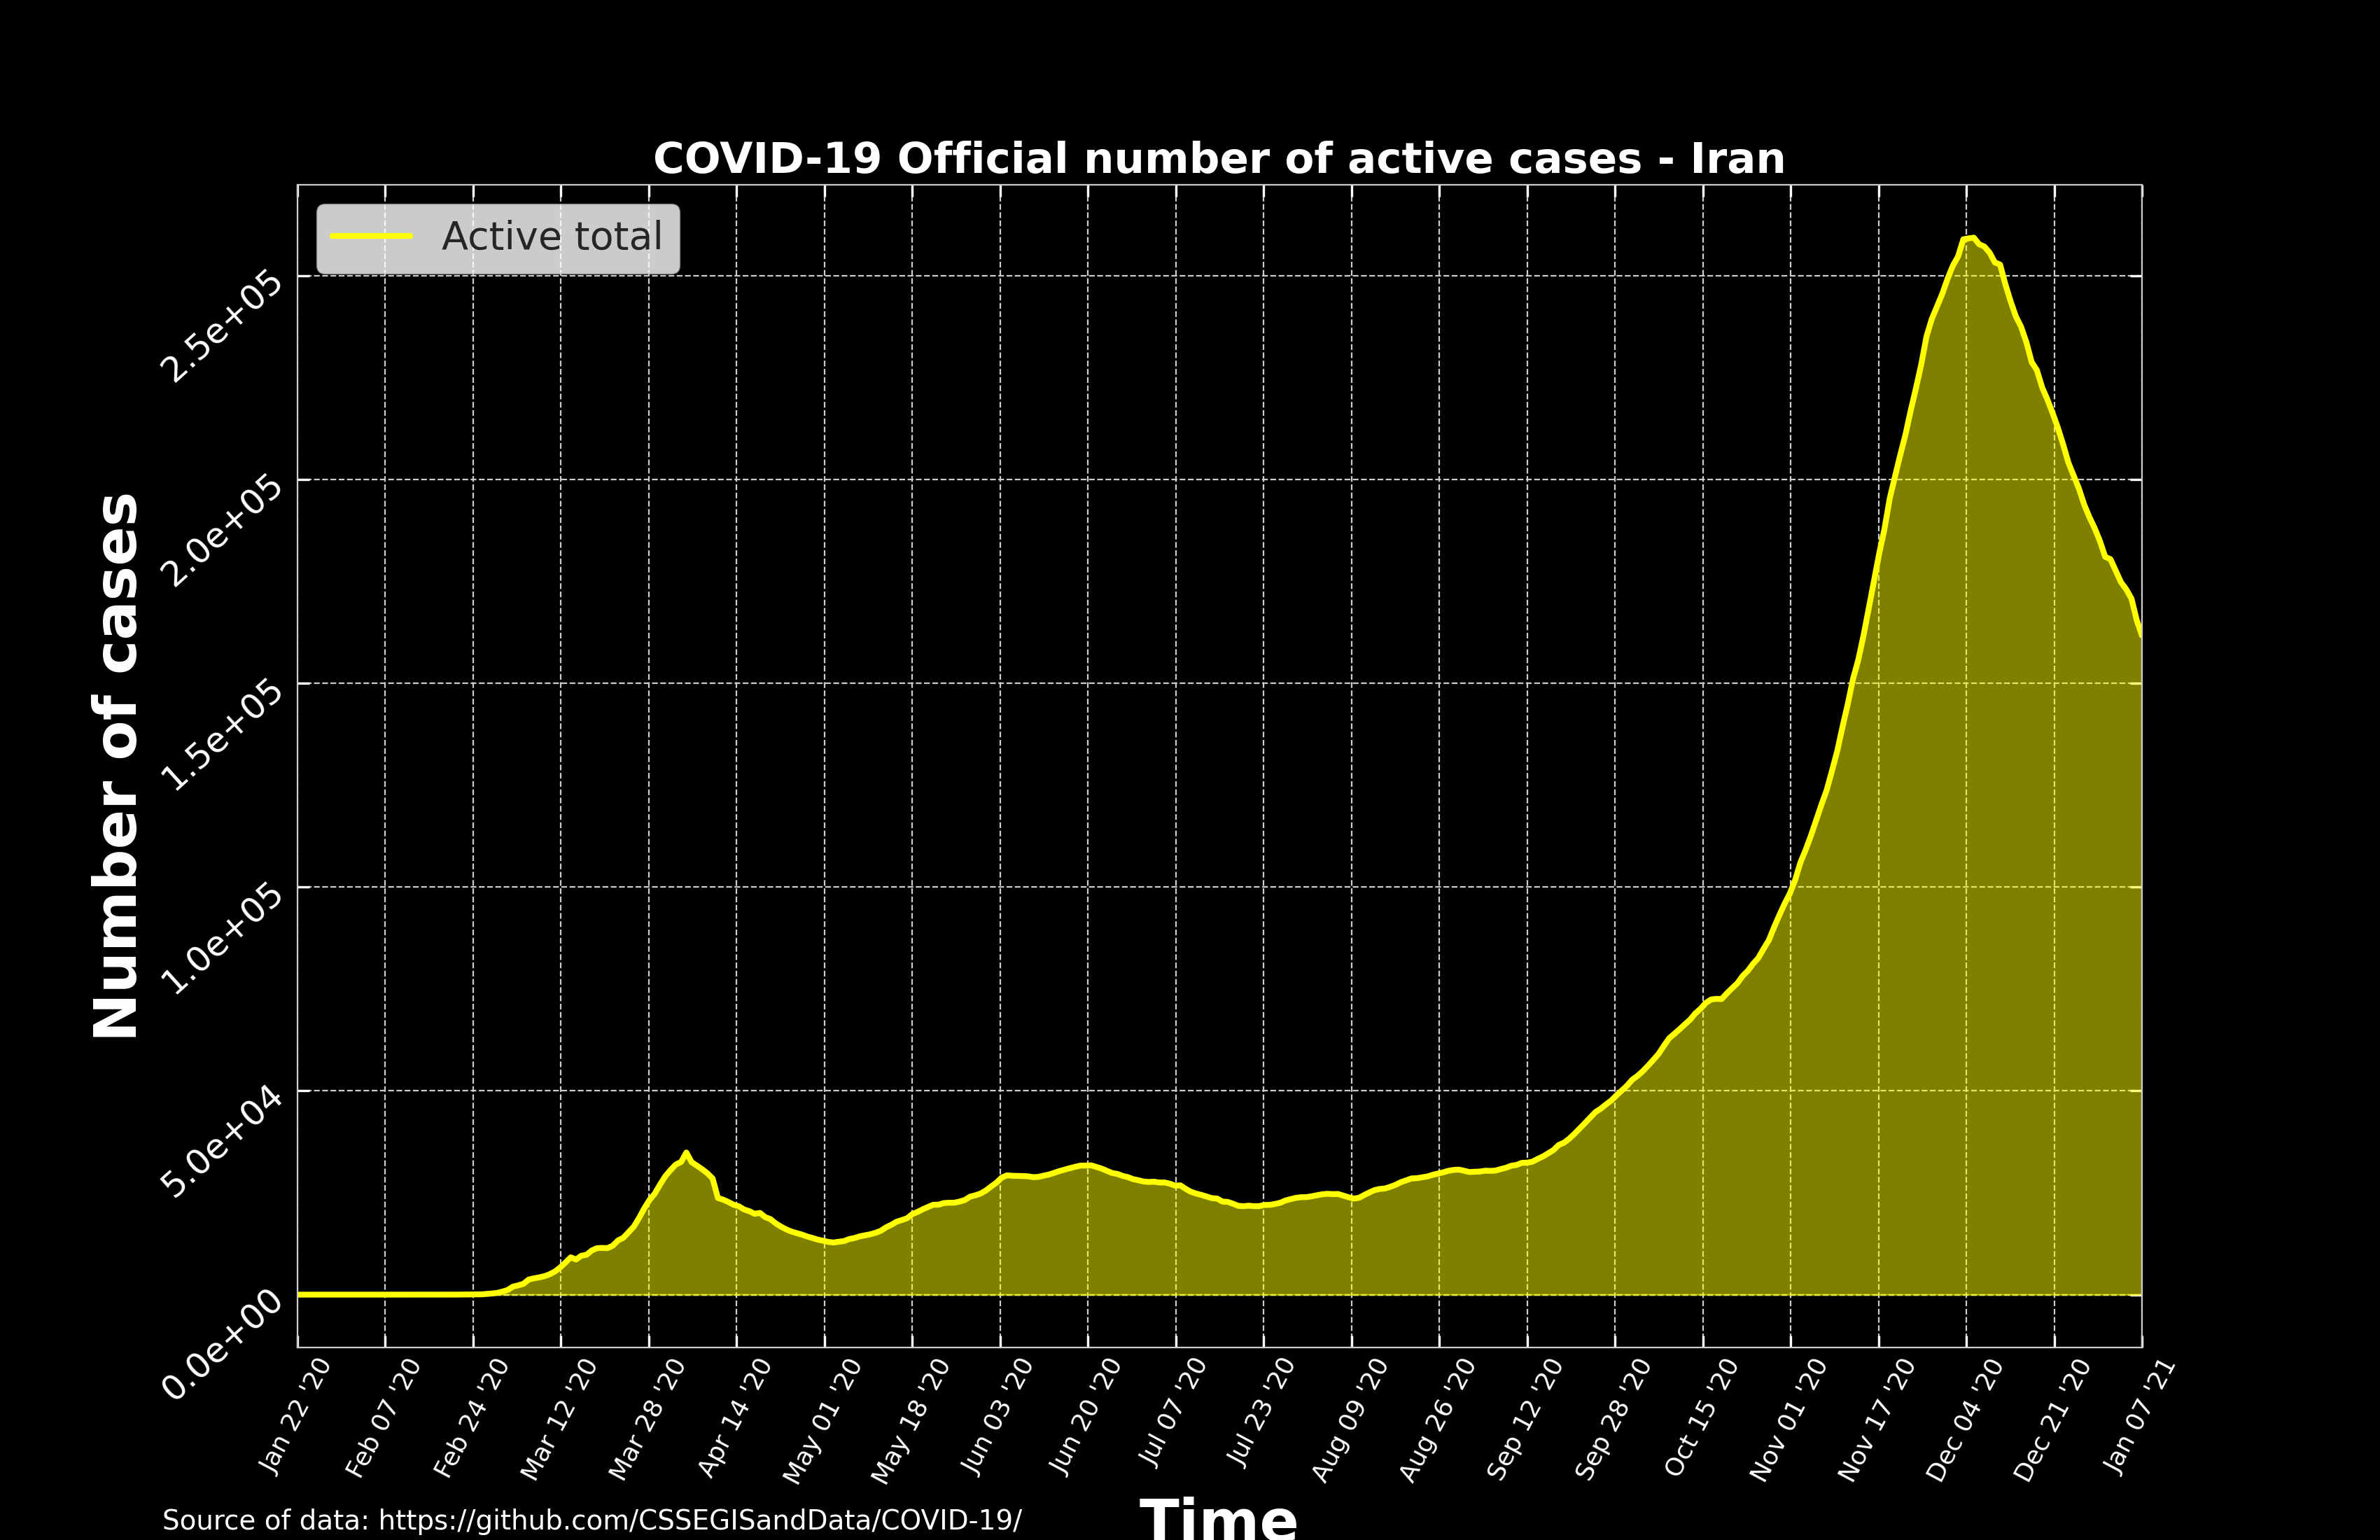 COVID-19 Official number of active cases - Iran
Active total
Number of cases
2.5e+05
2.0e+05
1.5e+05
1.0e+05
5.0e+04
0.0e+00
Jan 22 '20
Feb 07 '20
Feb 24 '20
Mar 12 '20
Mar 28 '20
Apr 14 '20
May 01 '20
May 18 '20
Jun 03 '20
Jun 20 '20
Jul 07 '20
Jul 23 '20
Aug 09 '20
Aug 26 '20
Sep 12 '20
Sep 28 '20
Oct 15 '20
Nov 01 '20
Nov 17 '20
Dec 04 '20
Dec 21 '20
Jan 07 '21
Time
Source of data: https://github.com/CSSEGISandData/COVID-19/